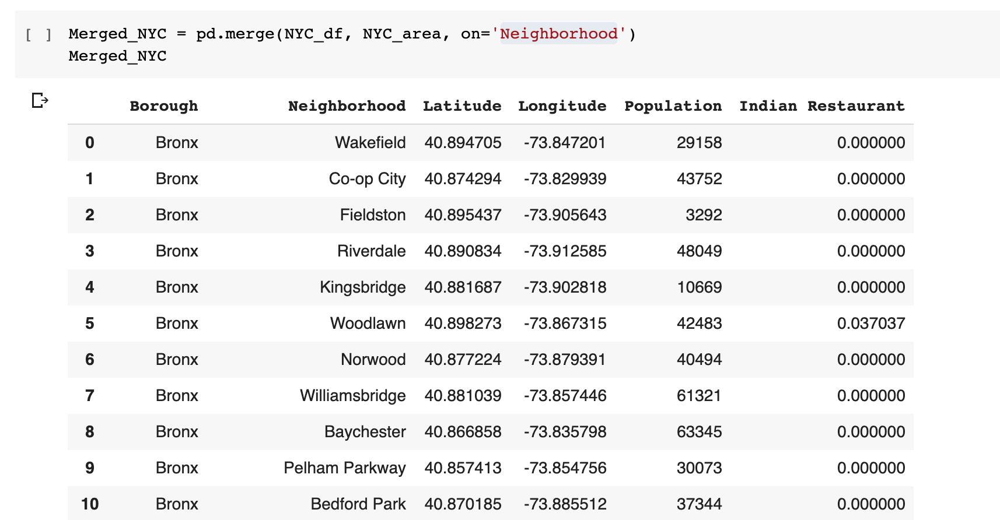 [ ] Merged_NYC = pd.merge(NYC_df, NYC_area, on='Neighborhood')
Merged_NYC
Borough Neighborhood Latitude Longitude Population Indian Restaurant
0 Bronx Wakefield 40.894705 -73.847201 29158 0.000000
1 Bronx Co-op City 40.874294 -73.829939 43752 0.000000
2 Bronx Fieldston 40.895437 -73.905643 3292 0.000000
3 Bronx Riverdale 40.890834 -73.912585 48049 0.000000
4 Bronx Kingsbridge 40.881687 -73.902818 10669 0.000000
5 Bronx Woodlawn 40.898273 -73.867315 42483 0.037037
6 Bronx Norwood 40.877224 -73.879391 40494 0.000000
7 Bronx Williamsbridge 40.881039 -73.857446 61321 0.000000
8 Bronx Baychester 40.866858 -73.835798 63345 0.000000
9 Bronx Pelham Parkway 40.857413 -73.854756 30073 0.000000
10 Bronx Bedford Park 40.870185 -73.885512 37344 0.000000